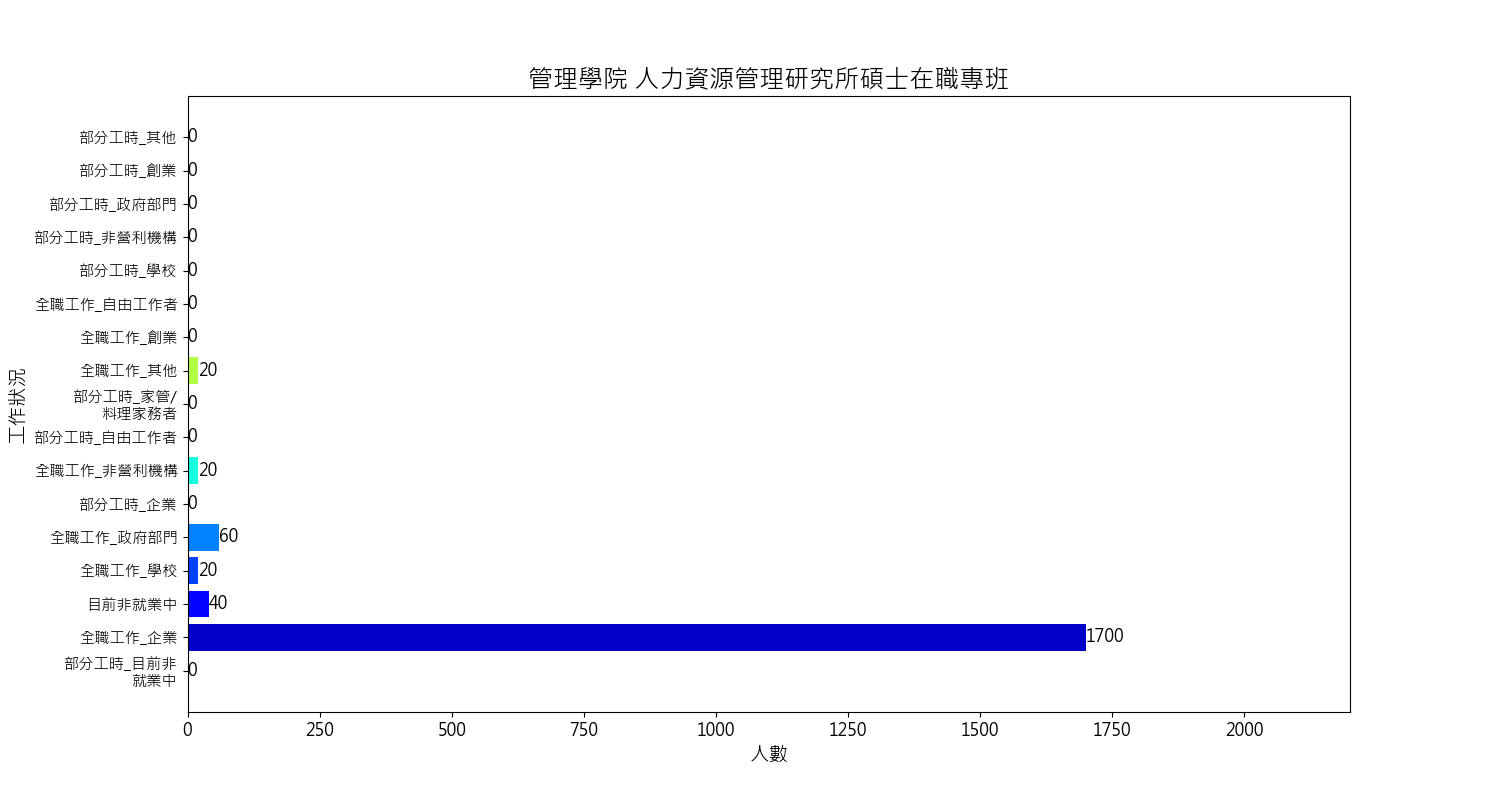 管理學院 人力資源管理研究所碩士在職專班
部分工時_其他 0
部分工時_創業 0
部分工時_政府部門 0
部分工時_非營利機構 0
部分工時_學校 0
全職工作_自由工作者 0
全職工作_創業 0
全職工作_其他 20
部分工時_家管/
料理家務者 0
部分工時_自由工作者 0
全職工作_非營利機構 20
部分工時_企業 0
全職工作_政府部門 60
全職工作_學校 20
目前非就業中 40
全職工作_企業 1700
部分工時_目前非
就業中 0
工作狀況
0 250 500 750 1000 1250 1500 1750 2000
人數